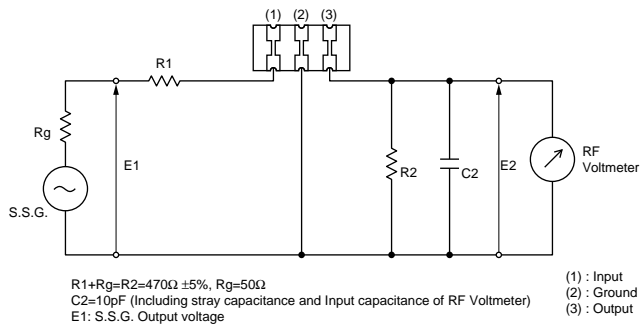 (1) (2) (3)
R1
Rg
E1
R2
C2
E2
RF
Voltmeter
S.S.G.
R1+Rg=R2=470Ω ±5%, Rg=50Ω
C2=10pF (Including stray capacitance and Input capacitance of RF Voltmeter)
E1: S.S.G. Output voltage
(1) : Input
(2) : Ground
(3) : Output